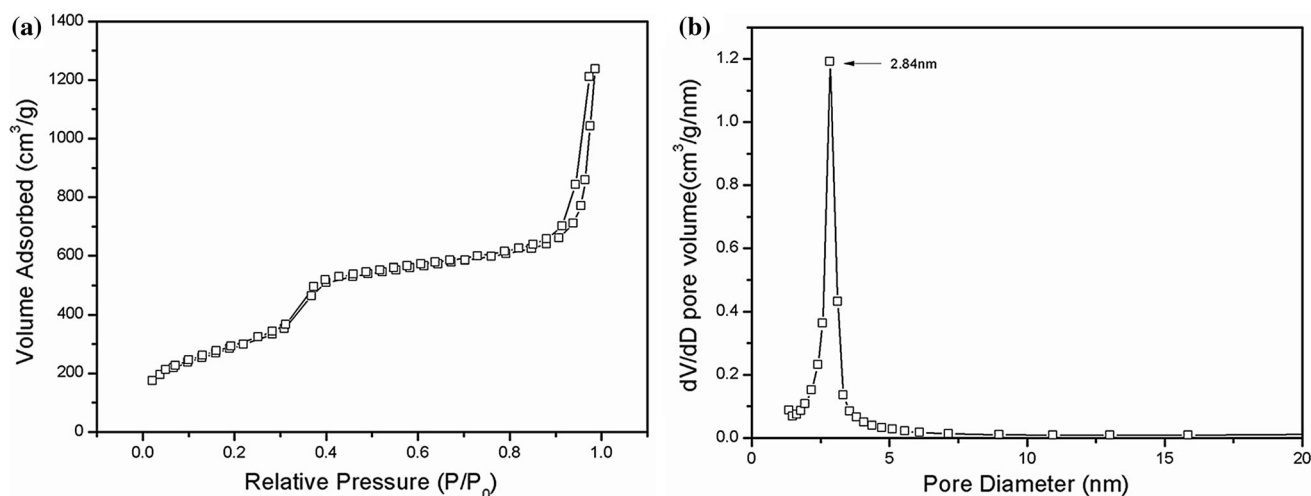 (a)
1400
1200
1000
800
600
400
200
0
Volume Adsorbed (cm³/g)
0.0 0.2 0.4 0.6 0.8 1.0
Relative Pressure (P/P₀)
(b)
1.2
1.0
0.8
0.6
0.4
0.2
0.0
dV/dD pore volume(cm³/g/nm)
2.84nm
0 5 10 15 20
Pore Diameter (nm)